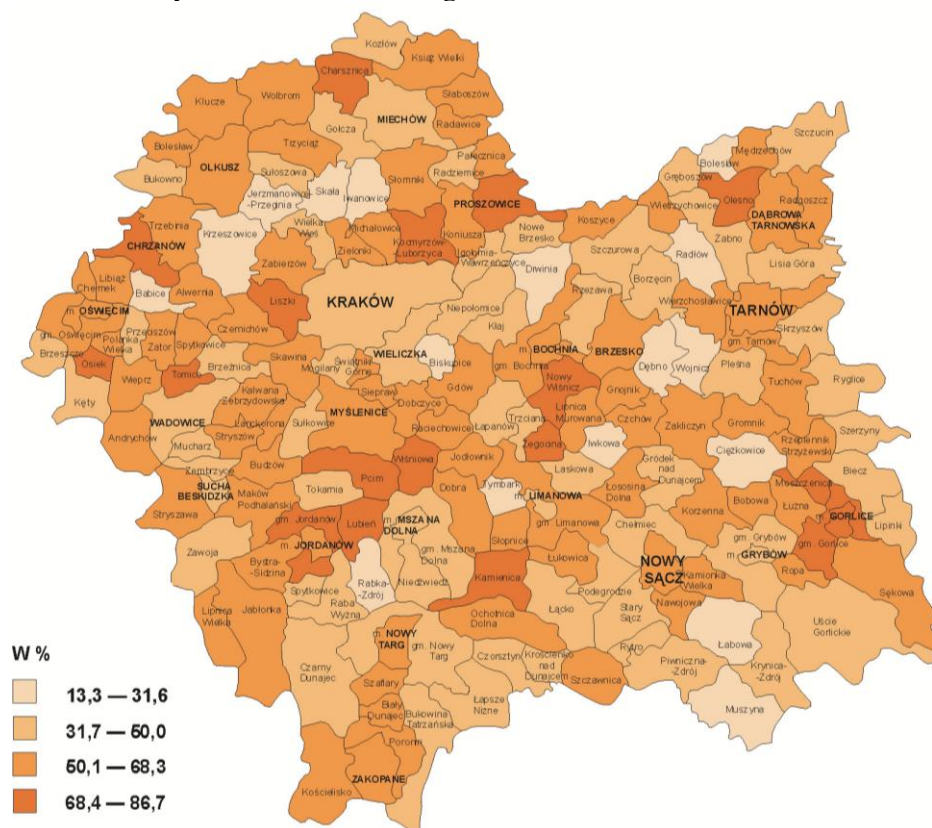 Kozłów
Książ Wielki
Charsznica
Klucze
Wolbrom
Słaboszów
MIECHÓW
Gołcza
Radawice
Szczucin
Bolesław
Trzyciąż
Bolesław
Mędrzechów
OLKUSZ
Pałecznica
Gręboszów
Bukowno
Sułoszowa
Słomniki
Radziemice
Jerzmanowice
-Przeginia
Skała
Iwanowice
PROSZOWICE
Wietrzychowice
Olesno
Radgoszcz
DĄBROWA
TARNOWSKA
Trzebinia
Krzeszowice
Wielka
Wieś
Michałowice
Koniusza
Koszyce
Nowe
Brzesko
CHRZANÓW
Zielonki
Kocmyrzów-
Luborzyca
Igołomia-
Wawrzeńczyce
Szczurowa
Żabno
Zabierzów
Radłów
Lisia Góra
Libiąż
Chełmek
Babice
Alwernia
Liszki
KRAKÓW
Drwinia
Borzęcin
m.
OŚWIĘCIM
Niepołomice
Rzezawa
Wierzchosławice
TARNÓW
gm. Oświęcim
Przeciszów
Czernichów
Kłaj
Skrzyszów
Polanka
Wielka
Zator
Spytkowice
m.
BOCHNIA
BRZESKO
gm. Tarnów
Brzeszcze
Skawina
Świątniki
Górne
WIELICZKA
Biskupice
Dębno
Wojnicz
Osiek
Tomice
Brzeźnica
Mogilany
gm. Bochnia
Pleśna
Wieprz
Nowy
Wiśnicz
Kęty
Kalwaria
Zebrzydowska
Siepraw
Gdów
Gnojnik
Tuchów
Ryglice
WADOWICE
MYŚLENICE
Dobczyce
Lipnica
Murowana
Lanckorona
Sułkowice
Raciechowice
Trzciana
Czchów
Zakliczyn
Gromnik
Szerzyny
Andrychów
Stryszów
Łapanów
Rzepiennik
Strzyżewski
Mucharz
Żegocina
Iwkowa
Ciężkowice
Budzów
Wiśniowa
Jodłownik
Gródek
nad
Dunajcem
Biecz
Zembrzyce
Laskowa
SUCHA
BESKIDZKA
Pcim
Moszczenica
Tokarnia
Dobra
Tymbark
m.
LIMANOWA
Łososina
Dolna
Bobowa
Łużna
Maków
Podhalański
Stryszawa
gm. Jordanów
Lubień
m.
MSZANA
DOLNA
Słopnice
gm. Limanowa
Korzenna
m.
GORLICE
Lipinki
Chełmiec
gm. Grybów
m.
JORDANÓW
gm. Mszana
Dolna
m.
GRYBÓW
gm. Gorlice
Zawoja
Łukowica
NOWY
SĄCZ
Bystra-
-Sidzina
Kamienica
Kamionka
Wielka
Ropa
Rabka-
Zdrój
Niedźwiedź
Sękowa
Spytkowice
Podegrodzie
Raba
Wyżna
Nawojowa
Lipnica
Wielka
Jabłonka
Ochotnica
Dolna
Łącko
Stary
Sącz
Uście
Gorlickie
m.
NOWY
TARG
gm. Nowy
Targ
Krościenko
nad
Dunajcem
Rytro
Łabowa
Czarny
Dunajec
Czorsztyn
Piwniczna-
Zdrój
Krynica-
Zdrój
Szaflary
Szczawnica
Łapsze
Niżne
Muszyna
Biały
Dunajec
Bukowina
Tatrzańska
Poronin
ZAKOPANE
Kościelisko
W %
13,3 — 31,6
31,7 — 50,0
50,1 — 68,3
68,4 — 86,7